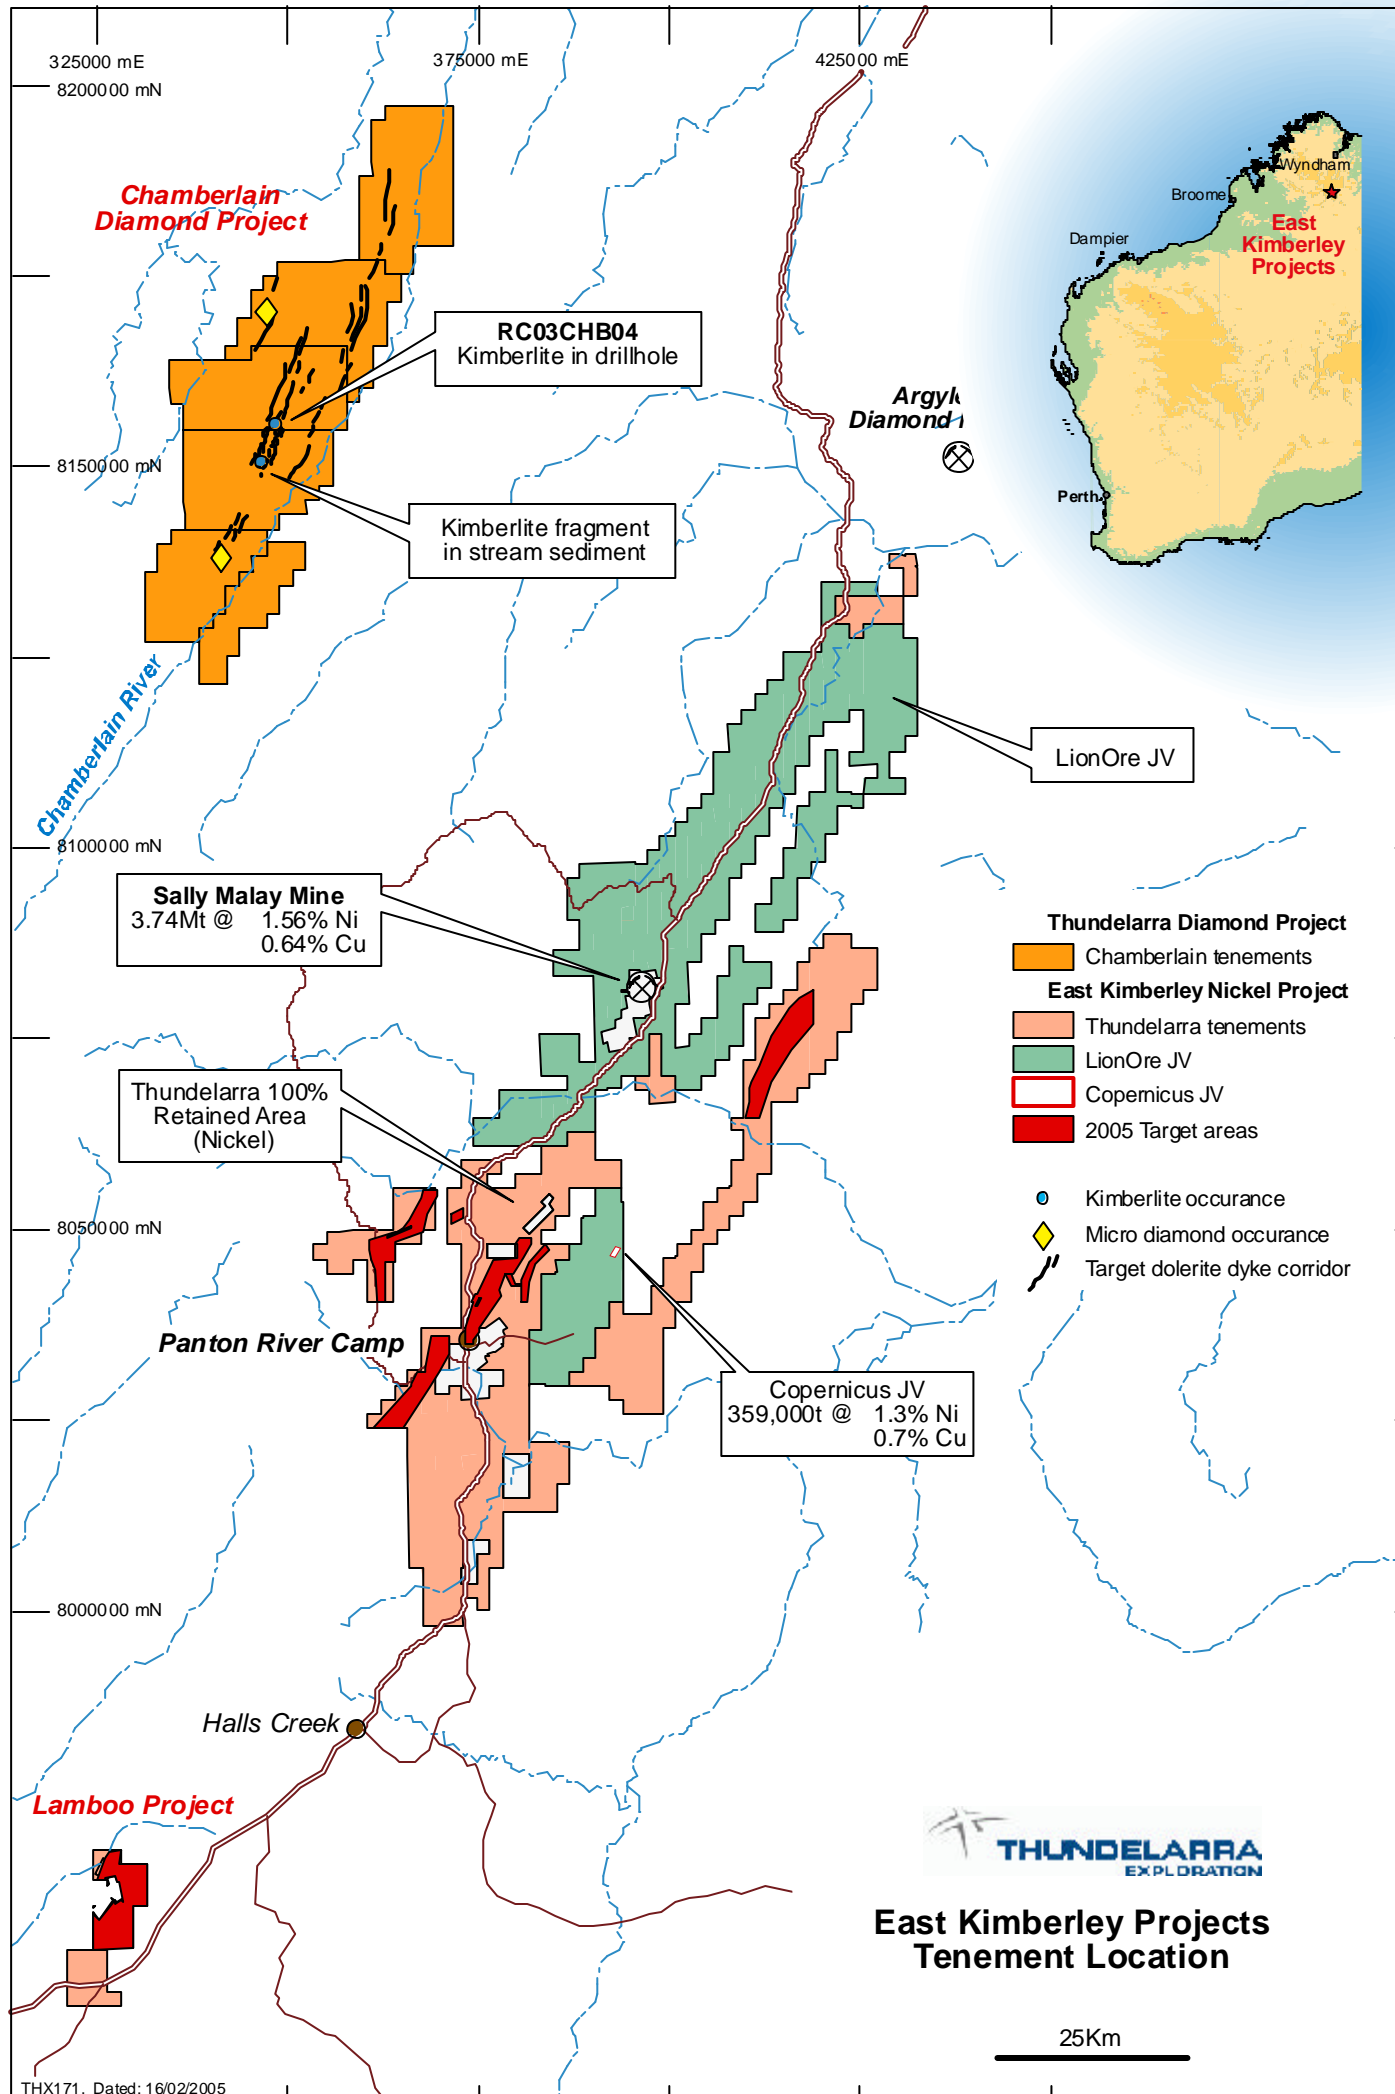 325000 mE
375000 mE
425000 mE
8200000 mN
Chamberlain
Diamond Project
Wyndham
Broome
East
Kimberley
Projects
Dampier
Perth
RC03CHB04
Kimberlite in drillhole
Diamond
8150000 mN
Kimberlite fragment
in stream sediment
Chamberlain River
LionOre JV
8100000 mN
Sally Malay Mine
3.74Mt @ 1.56% Ni
0.64% Cu
Thundelarra Diamond Project
Chamberlain tenements
East Kimberley Nickel Project
Thundelarra tenements
LionOre JV
Copernicus JV
2005 Target areas
Kimberlite occurance
Micro diamond occurance
Target dolerite dyke corridor
Thundelarra 100%
Retained Area
(Nickel)
8050000 mN
Panton River Camp
Copernicus JV
359,000t @ 1.3% Ni
0.7% Cu
8000000 mN
Halls Creek
Lamboo Project
THUNDELARRA
EXPLORATION
East Kimberley Projects
Tenement Location
25Km
THX171, Dated: 16/02/2005